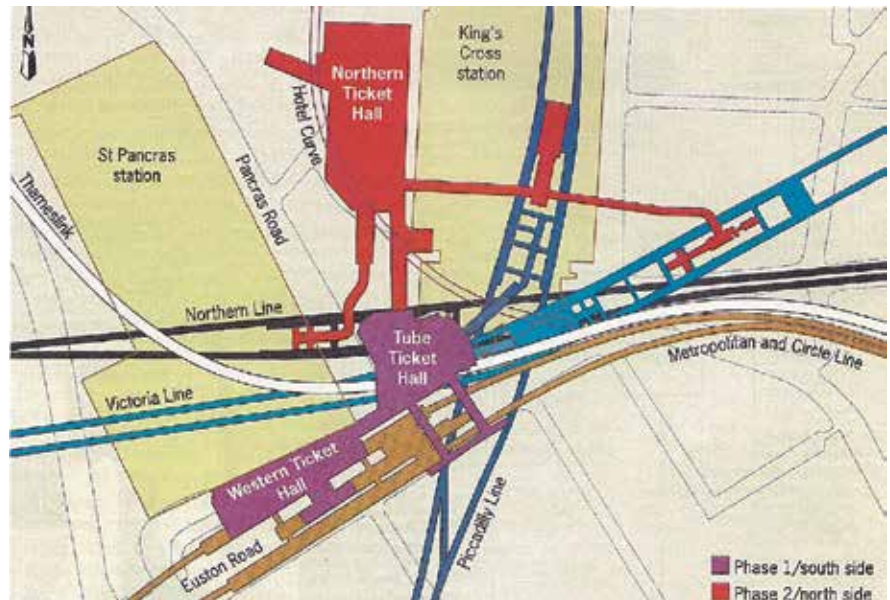 N
King's
Cross
station
Northern
Ticket
Hall
Hotel Curve
St Pancras
station
Pancras Road
Thameslink
Northern Line
Tube
Ticket
Hall
Metropolitan and Circle Line
Victoria Line
Western Ticket
Hall
Piccadilly Line
Euston Road
Phase 1/south side
Phase 2/north side